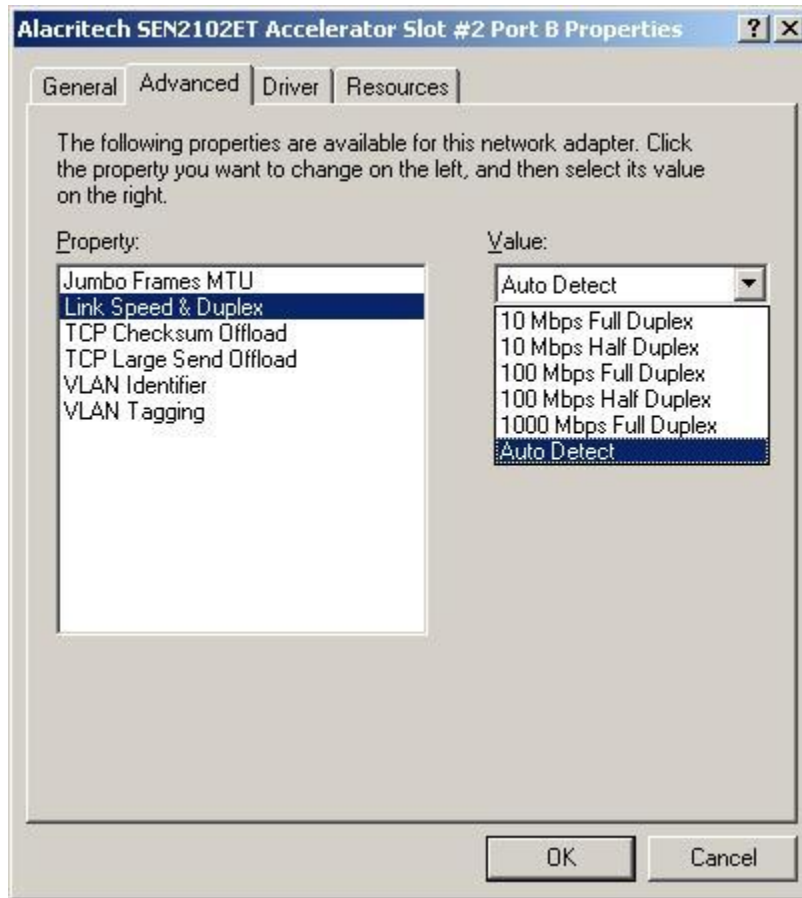 Alacritech SEN2102ET Accelerator Slot #2 Port B Properties
General Advanced Driver Resources
The following properties are available for this network adapter. Click
the property you want to change on the left, and then select its value
on the right.
Property:
Jumbo Frames MTU
Link Speed & Duplex
TCP Checksum Offload
TCP Large Send Offload
VLAN Identifier
VLAN Tagging
Value:
Auto Detect
10 Mbps Full Duplex
10 Mbps Half Duplex
100 Mbps Full Duplex
100 Mbps Half Duplex
1000 Mbps Full Duplex
Auto Detect
OK Cancel